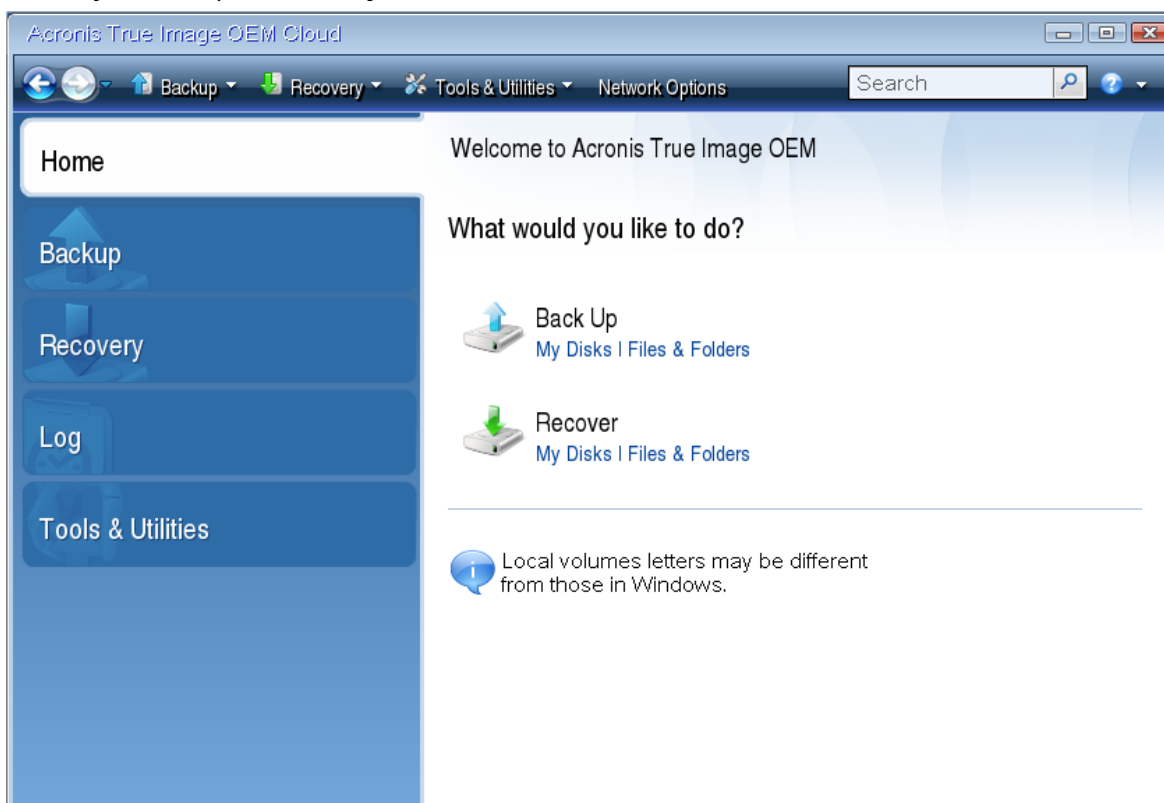 Acronis True Image OEM Cloud
Backup Recovery Tools & Utilities Network Options Search
Home
Backup
Recovery
Log
Tools & Utilities
Welcome to Acronis True Image OEM
What would you like to do?
Back Up
My Disks | Files & Folders
Recover
My Disks | Files & Folders
Local volumes letters may be different
from those in Windows.